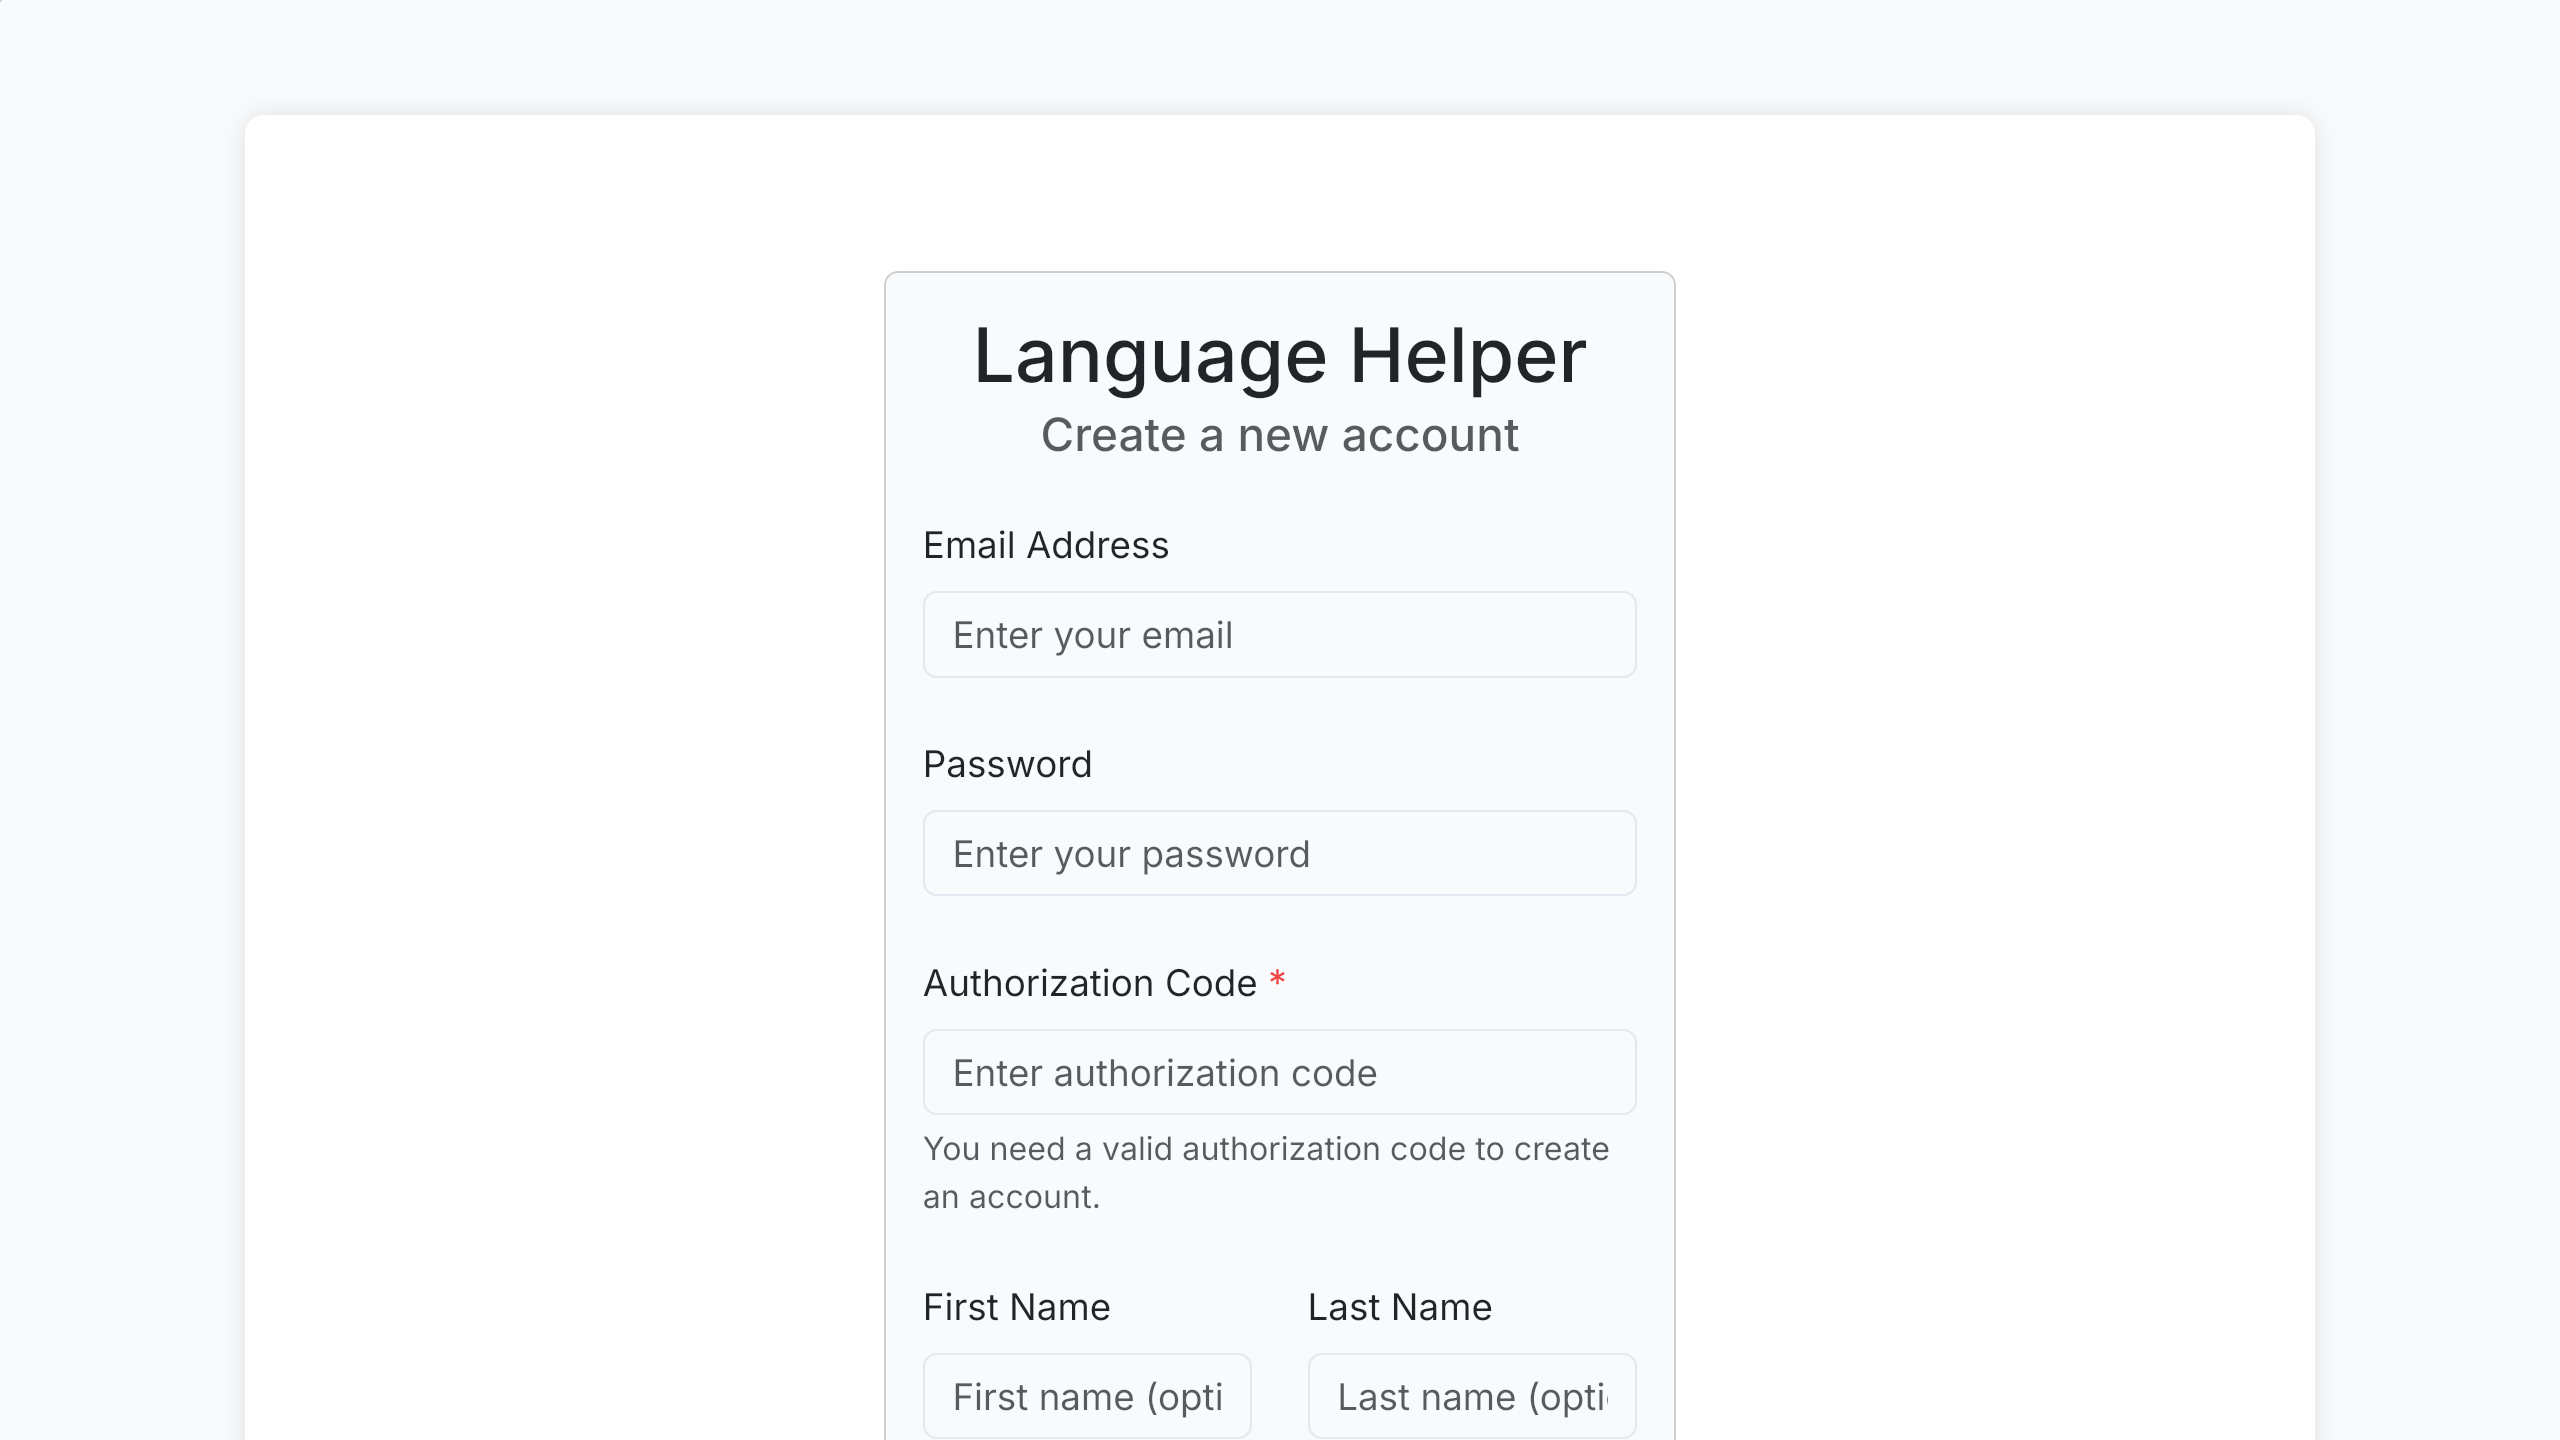 Language Helper
Create a new account
Email Address
Enter your email
Password
Enter your password
Authorization Code *
Enter authorization code
You need a valid authorization code to create
an account.
First Name
Last Name
First name (opti
Last name (opti